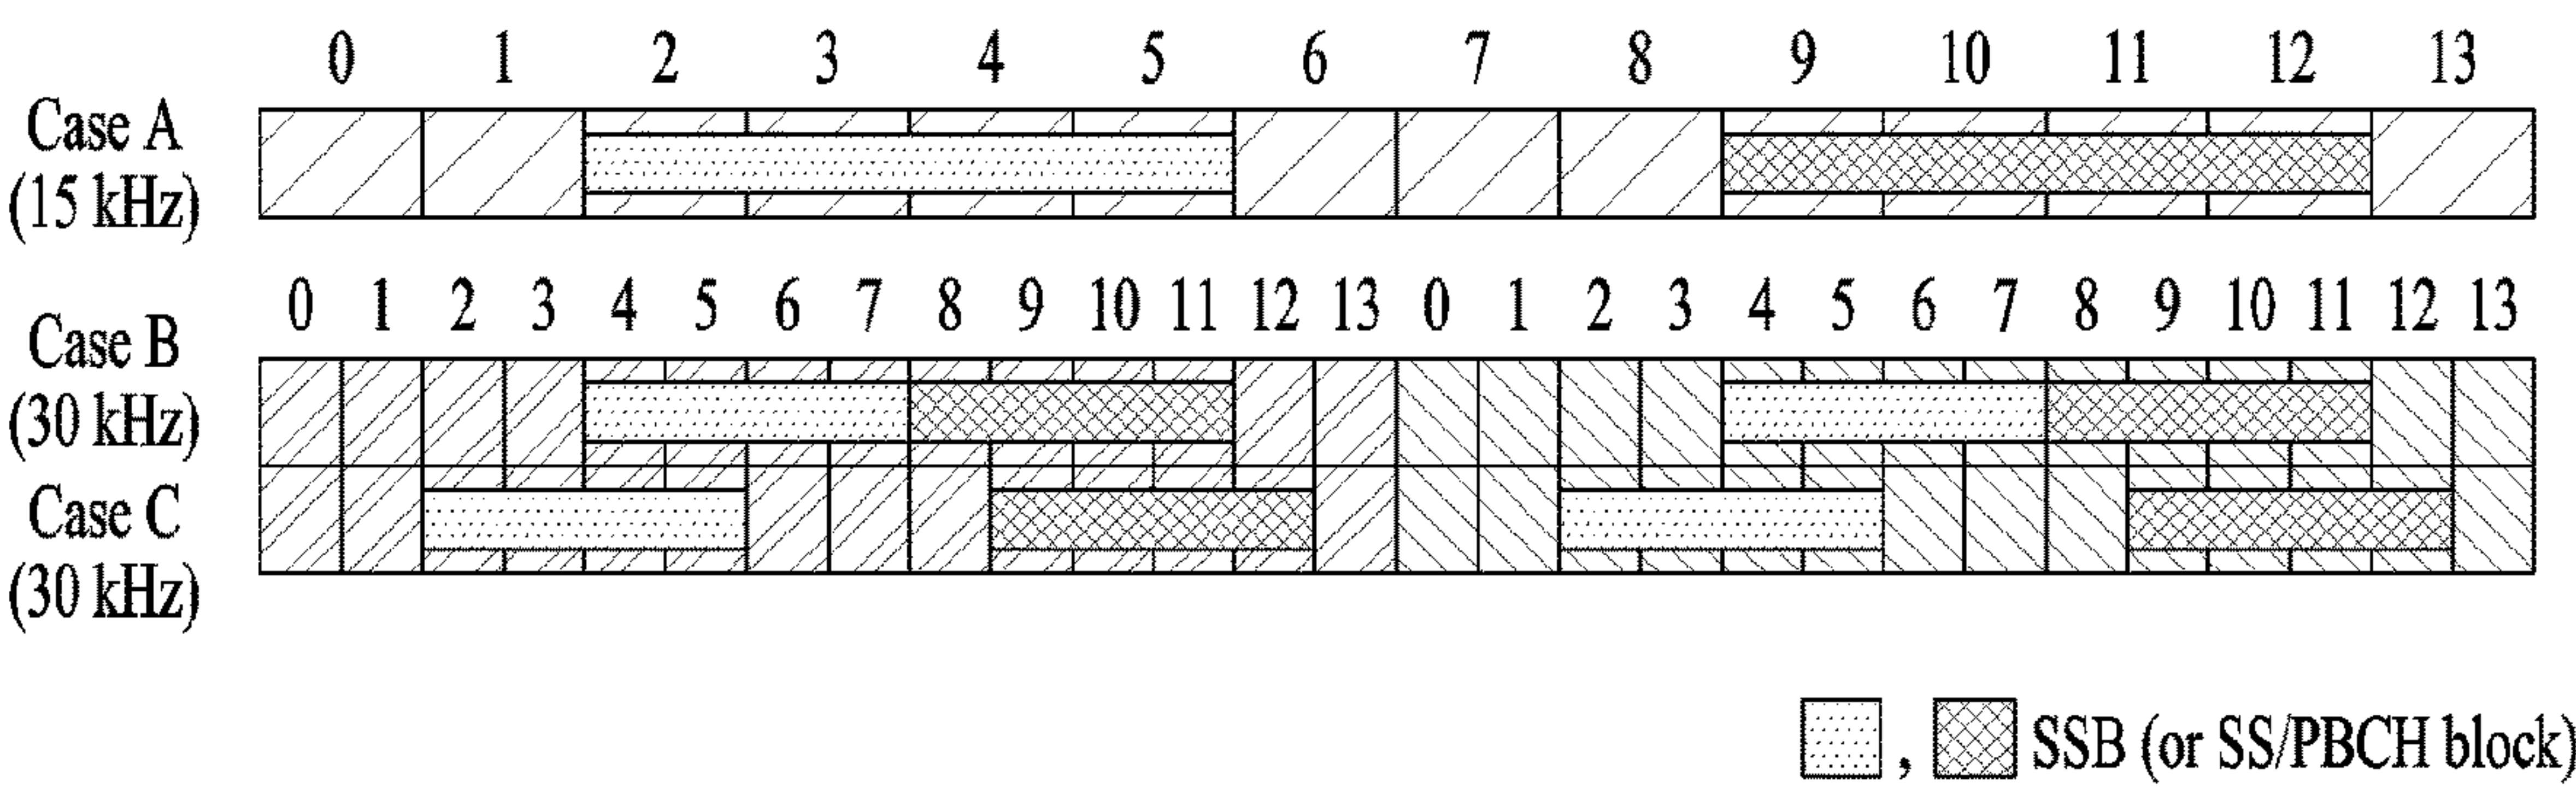 0 1 2 3 4 5 6 7 8 9 10 11 12 13
Case A
(15 kHz)
0 1 2 3 4 5 6 7 8 9 10 11 12 13 0 1 2 3 4 5 6 7 8 9 10 11 12 13
Case B
(30 kHz)
Case C
(30 kHz)
, SSB (or SS/PBCH block)